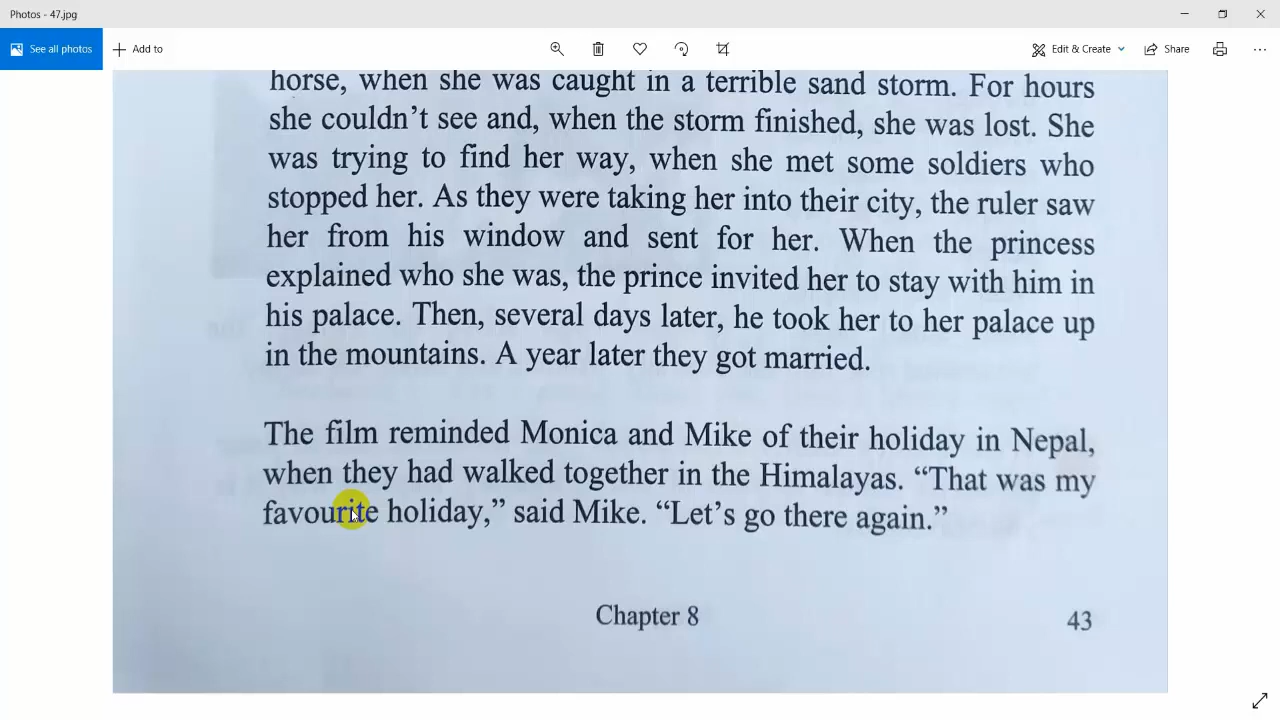 Photos - 47.jpg
See all photos
Add to
Edit & Create
Share
horse, when she was caught in a terrible sand storm. For hours
she couldn't see and, when the storm finished, she was lost. She
was trying to find her way, when she met some soldiers who
stopped her. As they were taking her into their city, the ruler saw
her from his window and sent for her. When the princess
explained who she was, the prince invited her to stay with him in
his palace. Then, several days later, he took her to her palace up
in the mountains. A year later they got married.
The film reminded Monica and Mike of their holiday in Nepal,
when they had walked together in the Himalayas. “That was my
favourite holiday,” said Mike. “Let's go there again.”
Chapter 8
43